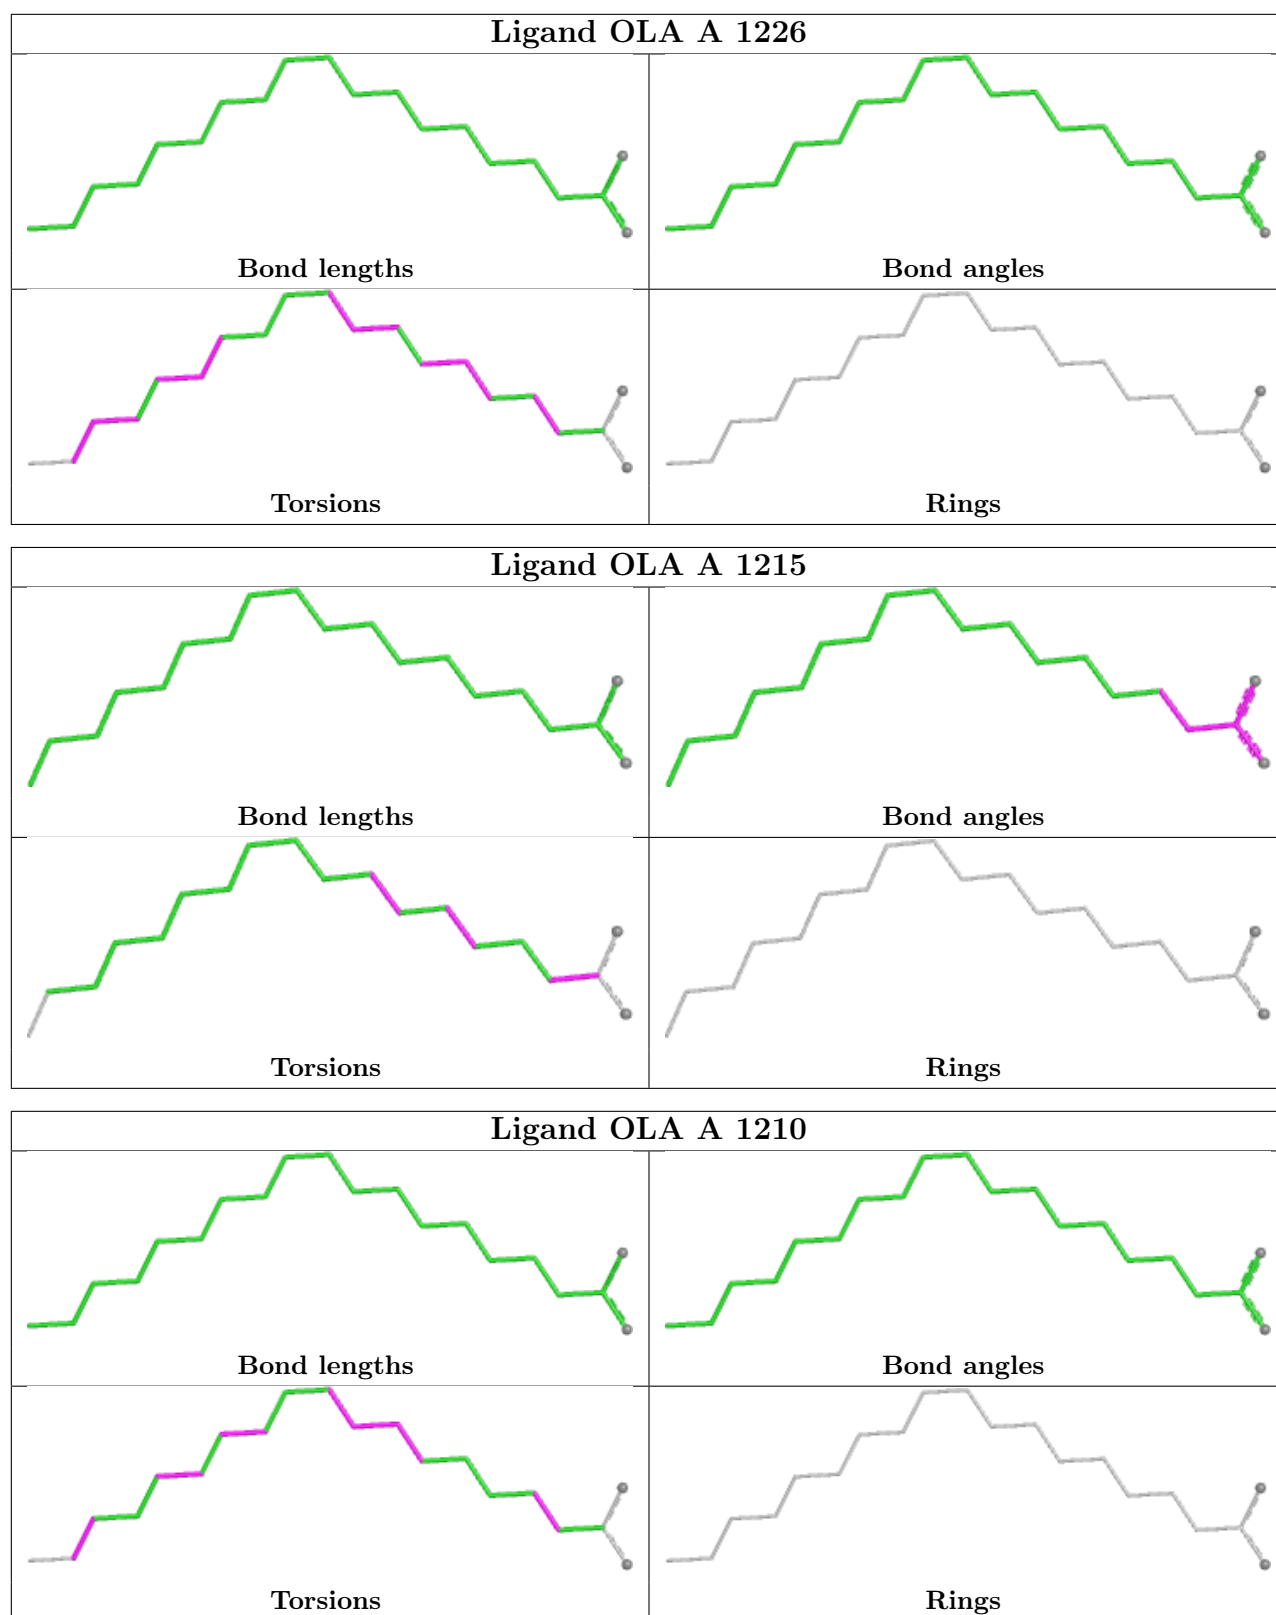 Ligand OLA A 1226
Bond lengths
Bond angles
Torsions
Rings
Ligand OLA A 1215
Bond lengths
Bond angles
Torsions
Rings
Ligand OLA A 1210
Bond lengths
Bond angles
Torsions
Rings